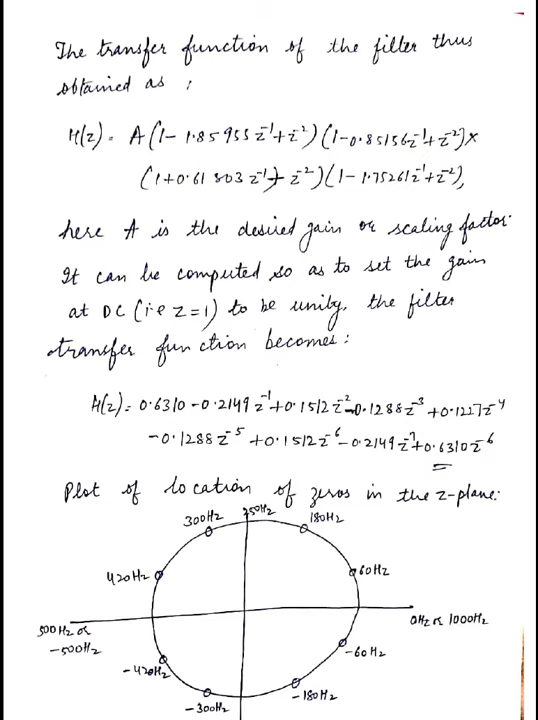 The transfer function of the filter thus
obtained as :
H(z) = A(1-1.85955z⁻¹+z⁻²)(1-0.85156z⁻¹+z⁻²)×
(1+0.61803z⁻¹+z⁻²)(1-1.75261z⁻¹+z⁻²),
here A is the desired gain or scaling factor.
It can be computed so as to set the gain
at DC (i.e z=1) to be unity, the filter
transfer function becomes:
H(z) = 0.6310-0.2149z⁻¹+0.1512z⁻²-0.1288z⁻³+0.1227z⁻⁴
-0.1288z⁻⁵+0.1512z⁻⁶-0.2149z⁻⁷+0.6310z⁻⁶
Plot of location of zeros in the z-plane:
300Hz 250Hz 180Hz
420Hz 60Hz
500Hz or 0Hz or 1000Hz
-500Hz -60Hz
-420Hz -180Hz
-300Hz